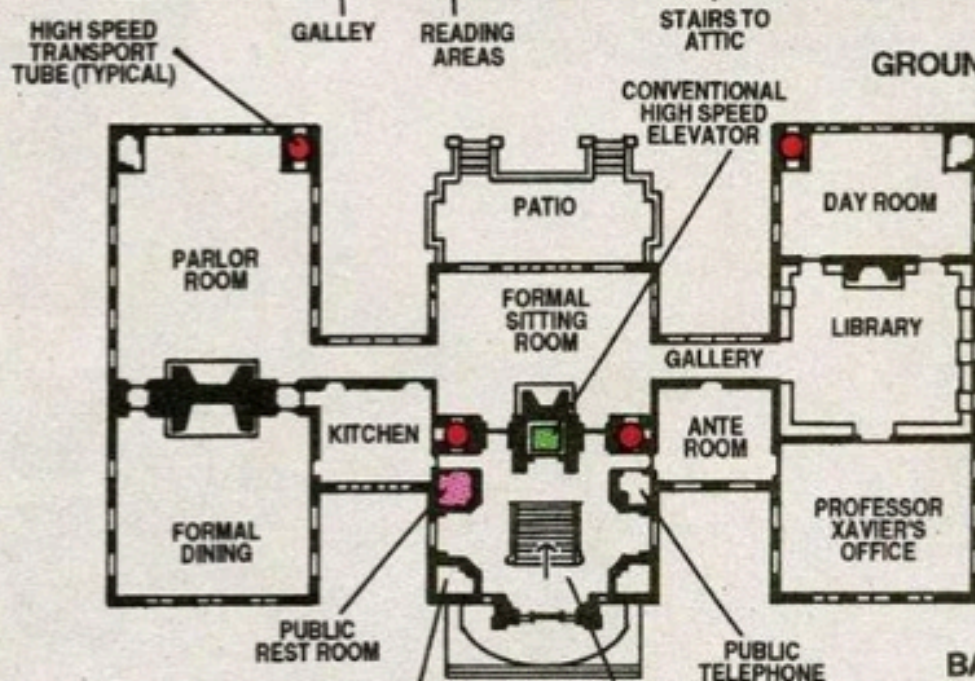 HIGH SPEED
TRANSPORT
TUBE (TYPICAL)
GALLEY
READING
AREAS
STAIRS TO
ATTIC
GROUN
CONVENTIONAL
HIGH SPEED
ELEVATOR
PATIO
DAY ROOM
PARLOR
ROOM
FORMAL
SITTING
ROOM
GALLERY
LIBRARY
KITCHEN
ANTE
ROOM
FORMAL
DINING
PROFESSOR
XAVIER'S
OFFICE
PUBLIC
REST ROOM
PUBLIC
TELEPHONE
BA